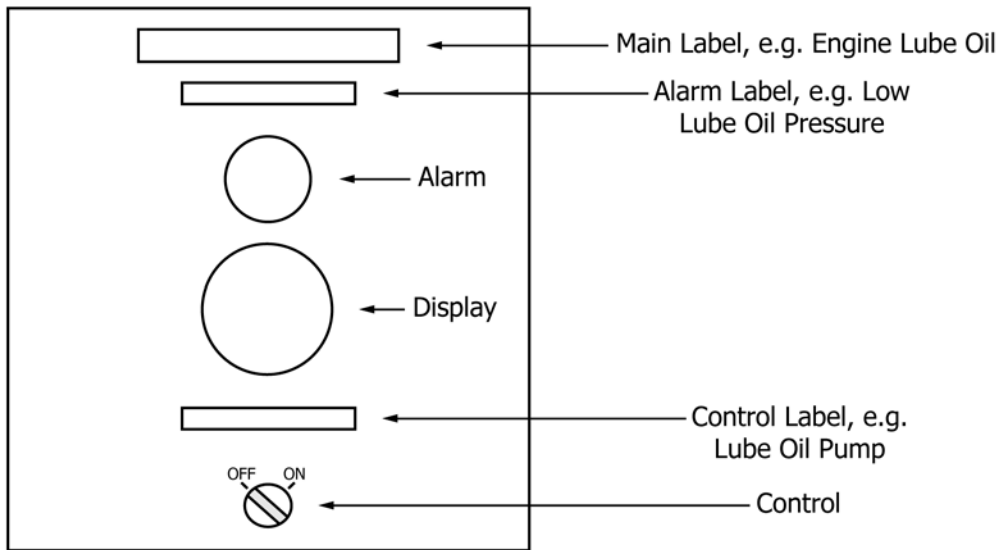 Main Label, e.g. Engine Lube Oil
Alarm Label, e.g. Low
Lube Oil Pressure
Alarm
Display
Control Label, e.g.
Lube Oil Pump
OFF ON
Control